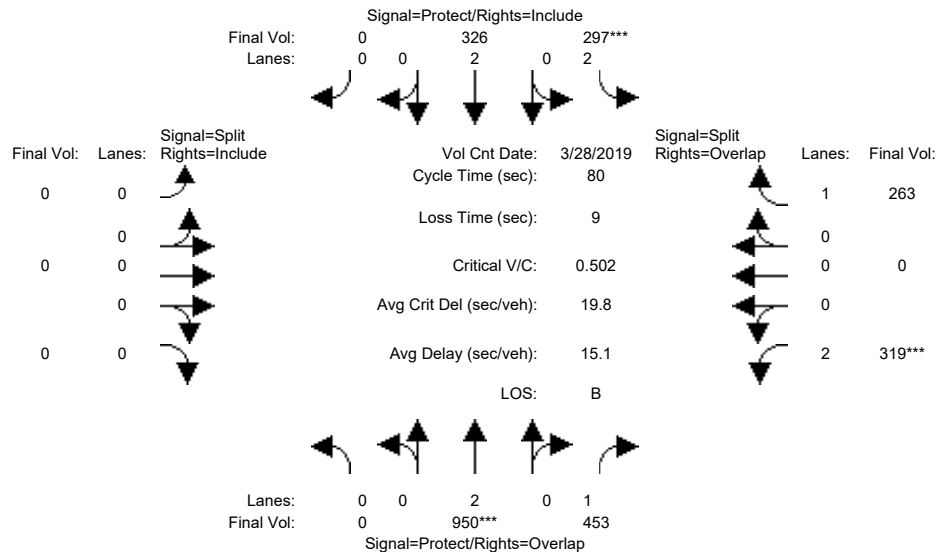 Signal=Protect/Rights=Include
Final Vol: 0 326 297***
Lanes: 0 0 2 0 2
Signal=Split
Final Vol: Lanes: Rights=Include
Vol Cnt Date: 3/28/2019
Signal=Split
Rights=Overlap Lanes: Final Vol:
Cycle Time (sec): 80
0 0
1 263
Loss Time (sec): 9
0
0
0 0
Critical V/C: 0.502
0 0
0
Avg Crit Del (sec/veh): 19.8
0
0 0
Avg Delay (sec/veh): 15.1
2 319***
LOS: B
Lanes: 0 0 2 0 1
Final Vol: 0 950*** 453
Signal=Protect/Rights=Overlap